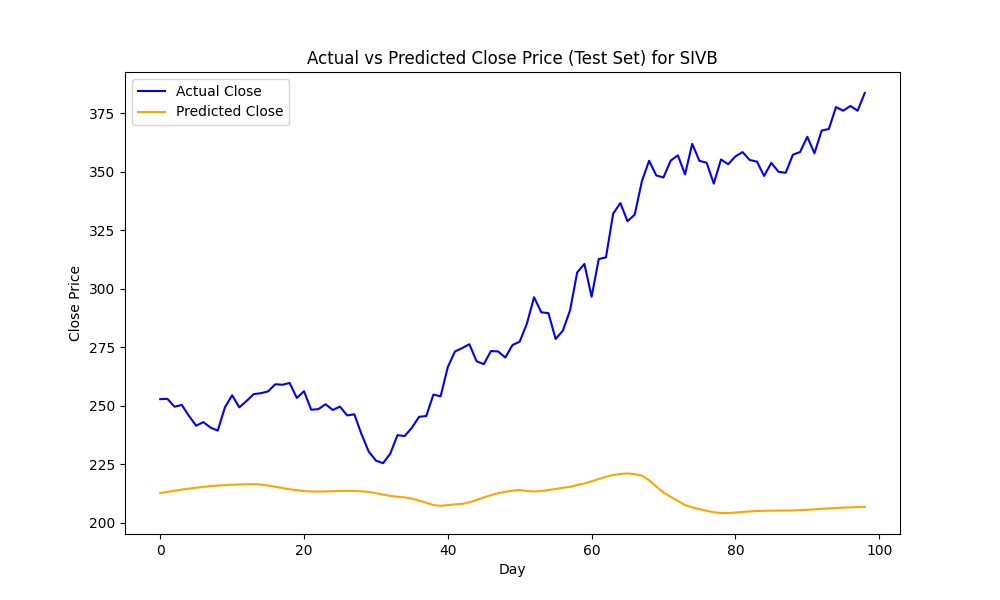 Actual vs Predicted Close Price (Test Set) for SIVB
Actual Close
Predicted Close
Close Price
375
350
325
300
275
250
225
200
0 20 40 60 80 100
Day